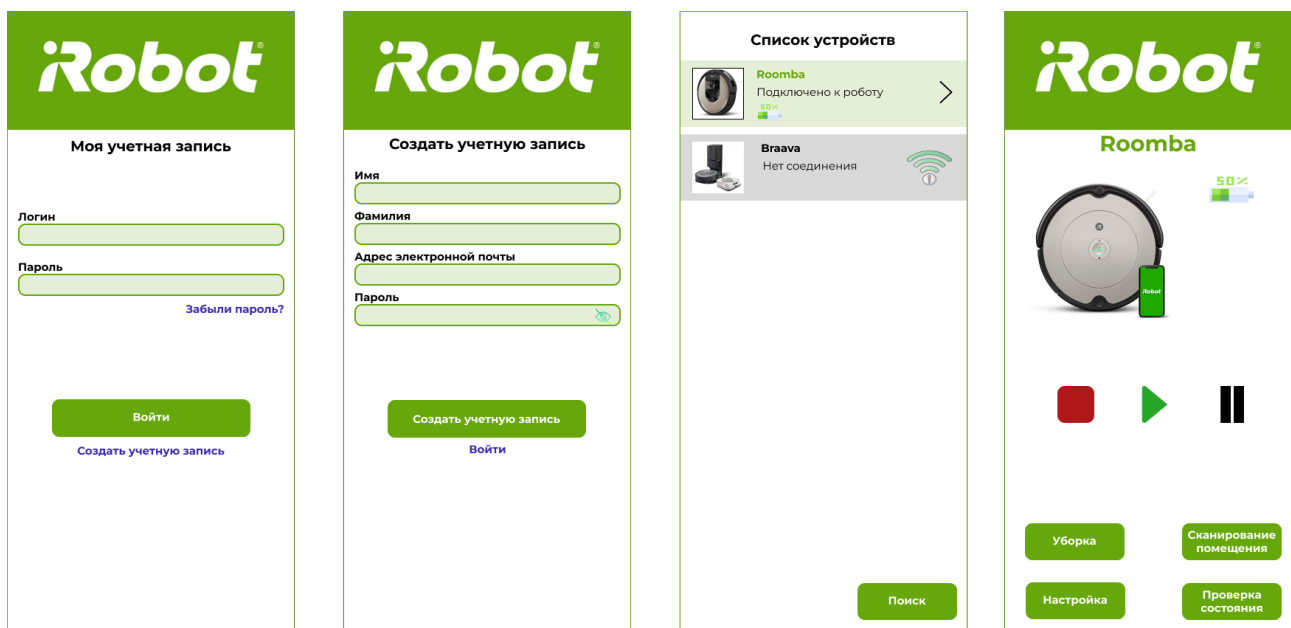 iRobot®
Моя учетная запись
Логин
Пароль
Забыли пароль?
Войти
Создать учетную запись
iRobot®
Создать учетную запись
Имя
Фамилия
Адрес электронной почты
Пароль
Создать учетную запись
Войти
Список устройств
Roomba
Подключено к роботу
50%
Braava
Нет соединения
Поиск
iRobot®
Roomba
50%
iRobot
Уборка
Сканирование
помещения
Настройка
Проверка
состояния